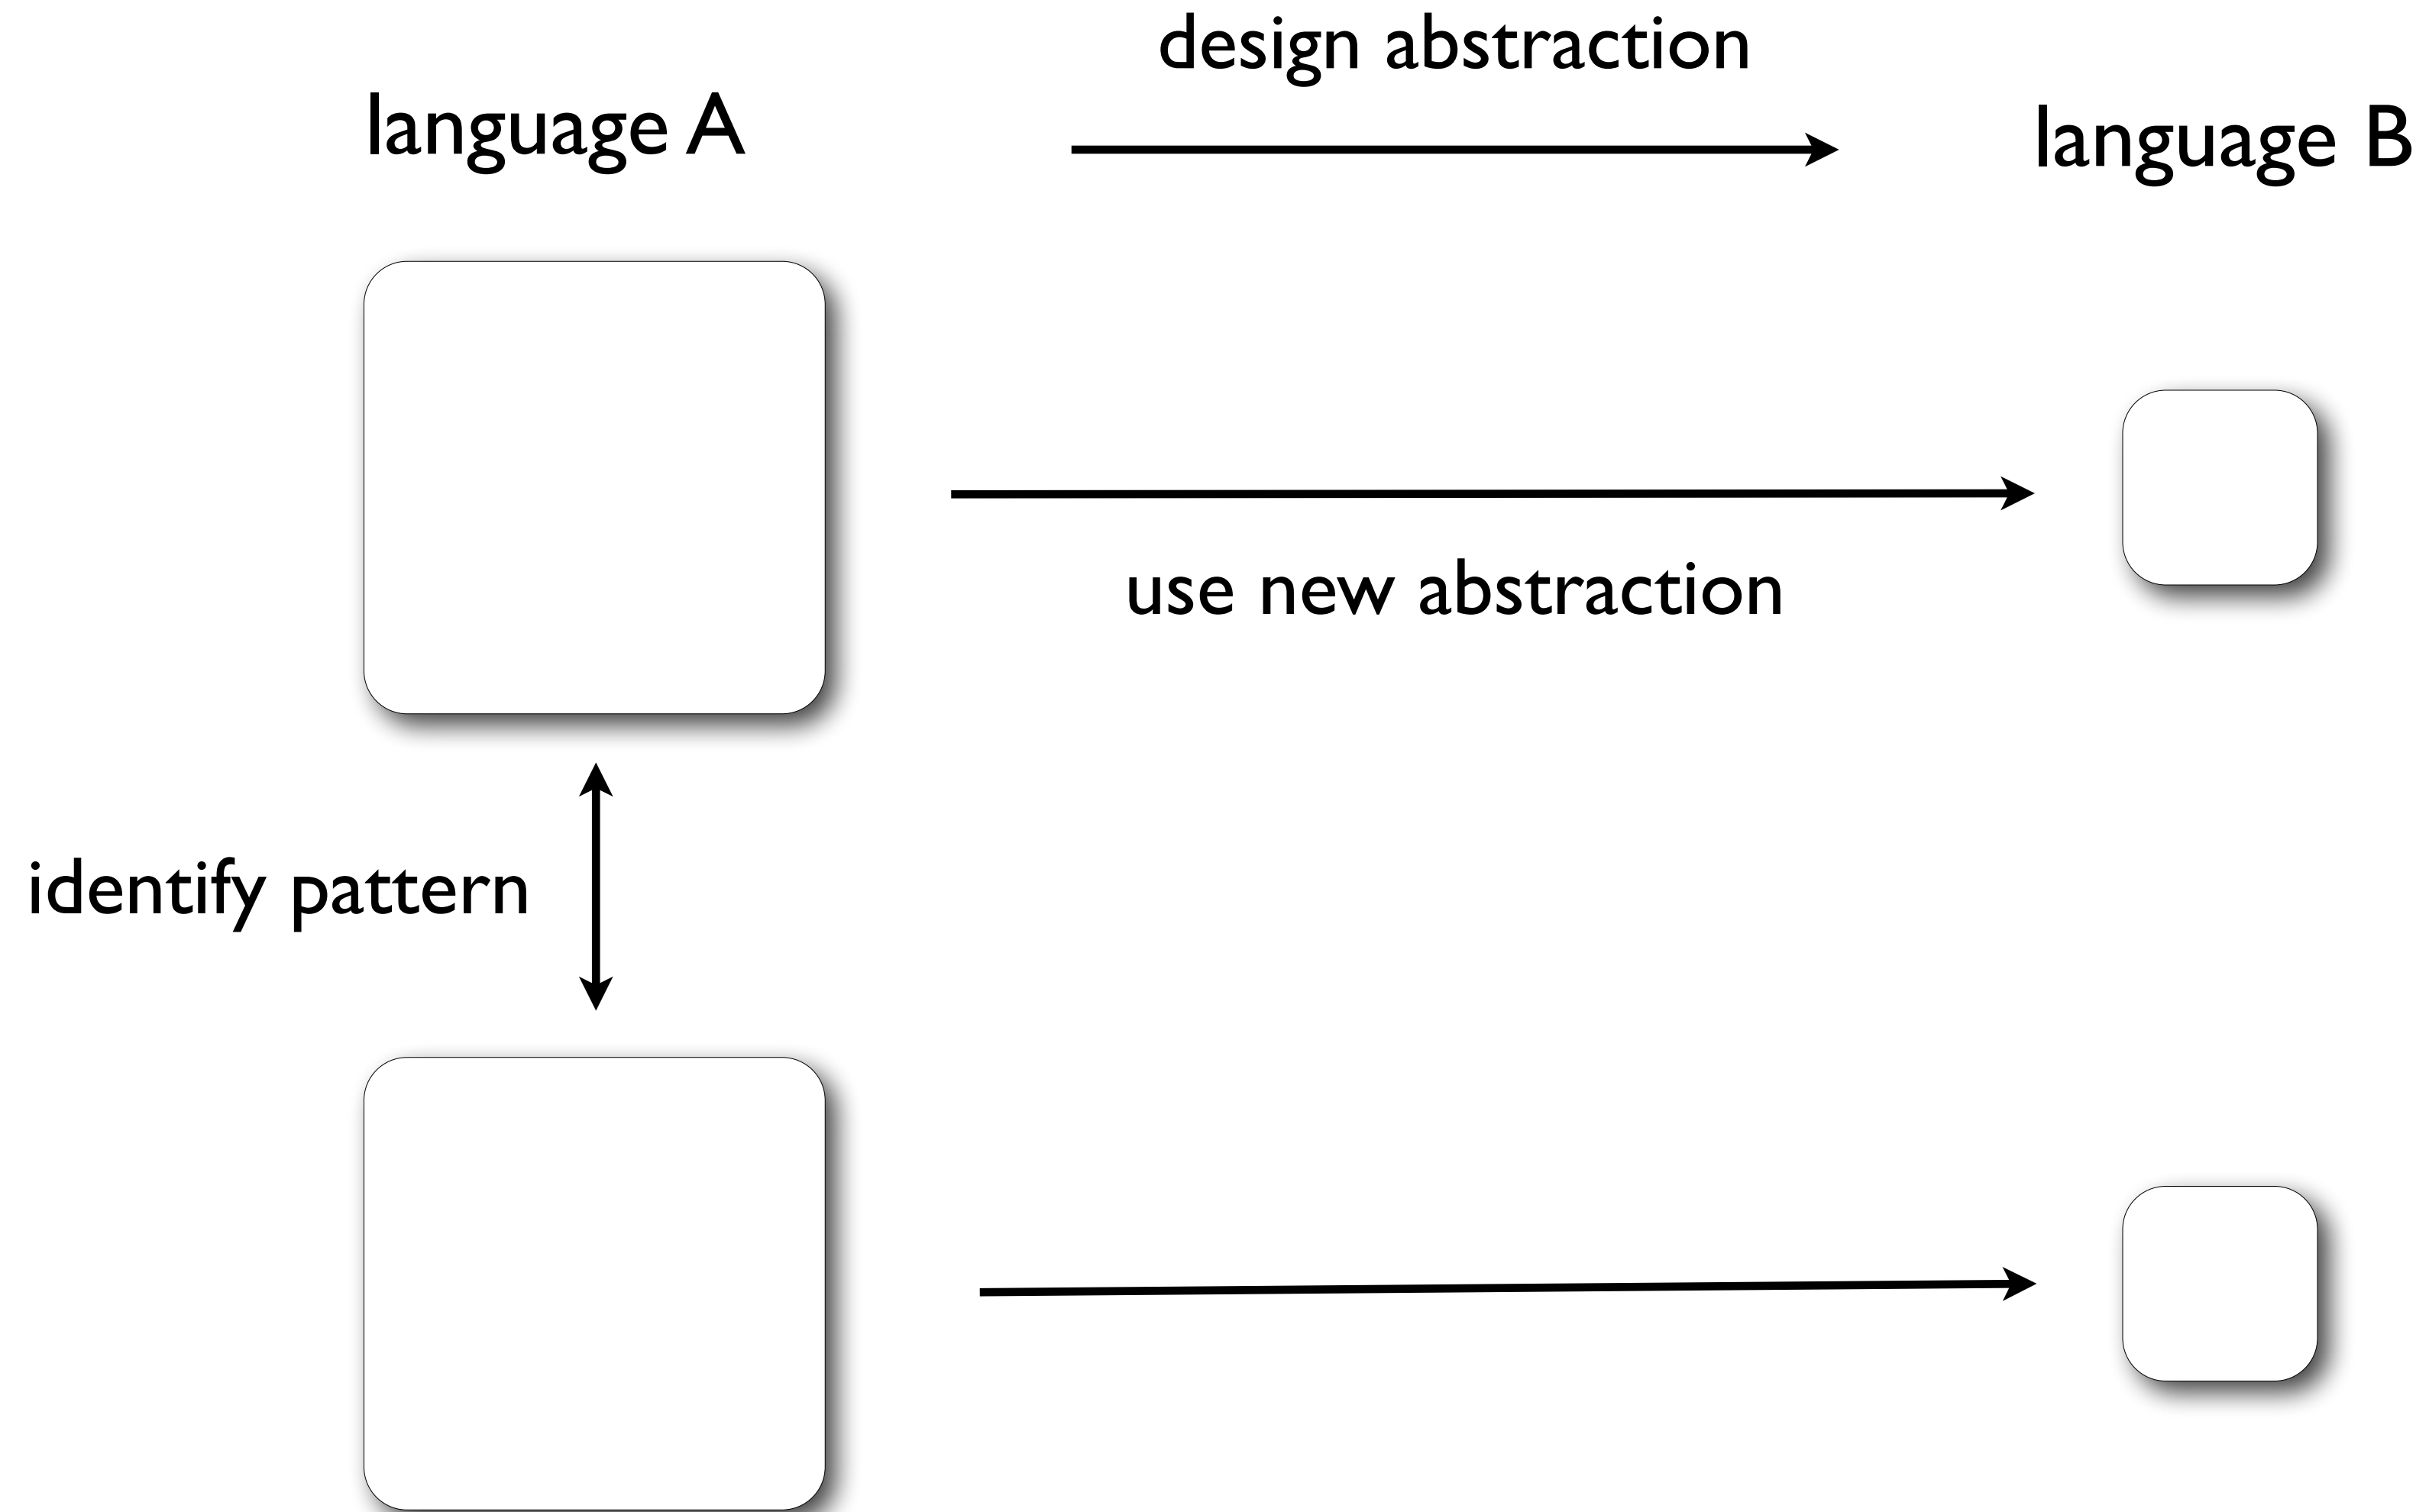 design abstraction
language A
language B
use new abstraction
identify pattern